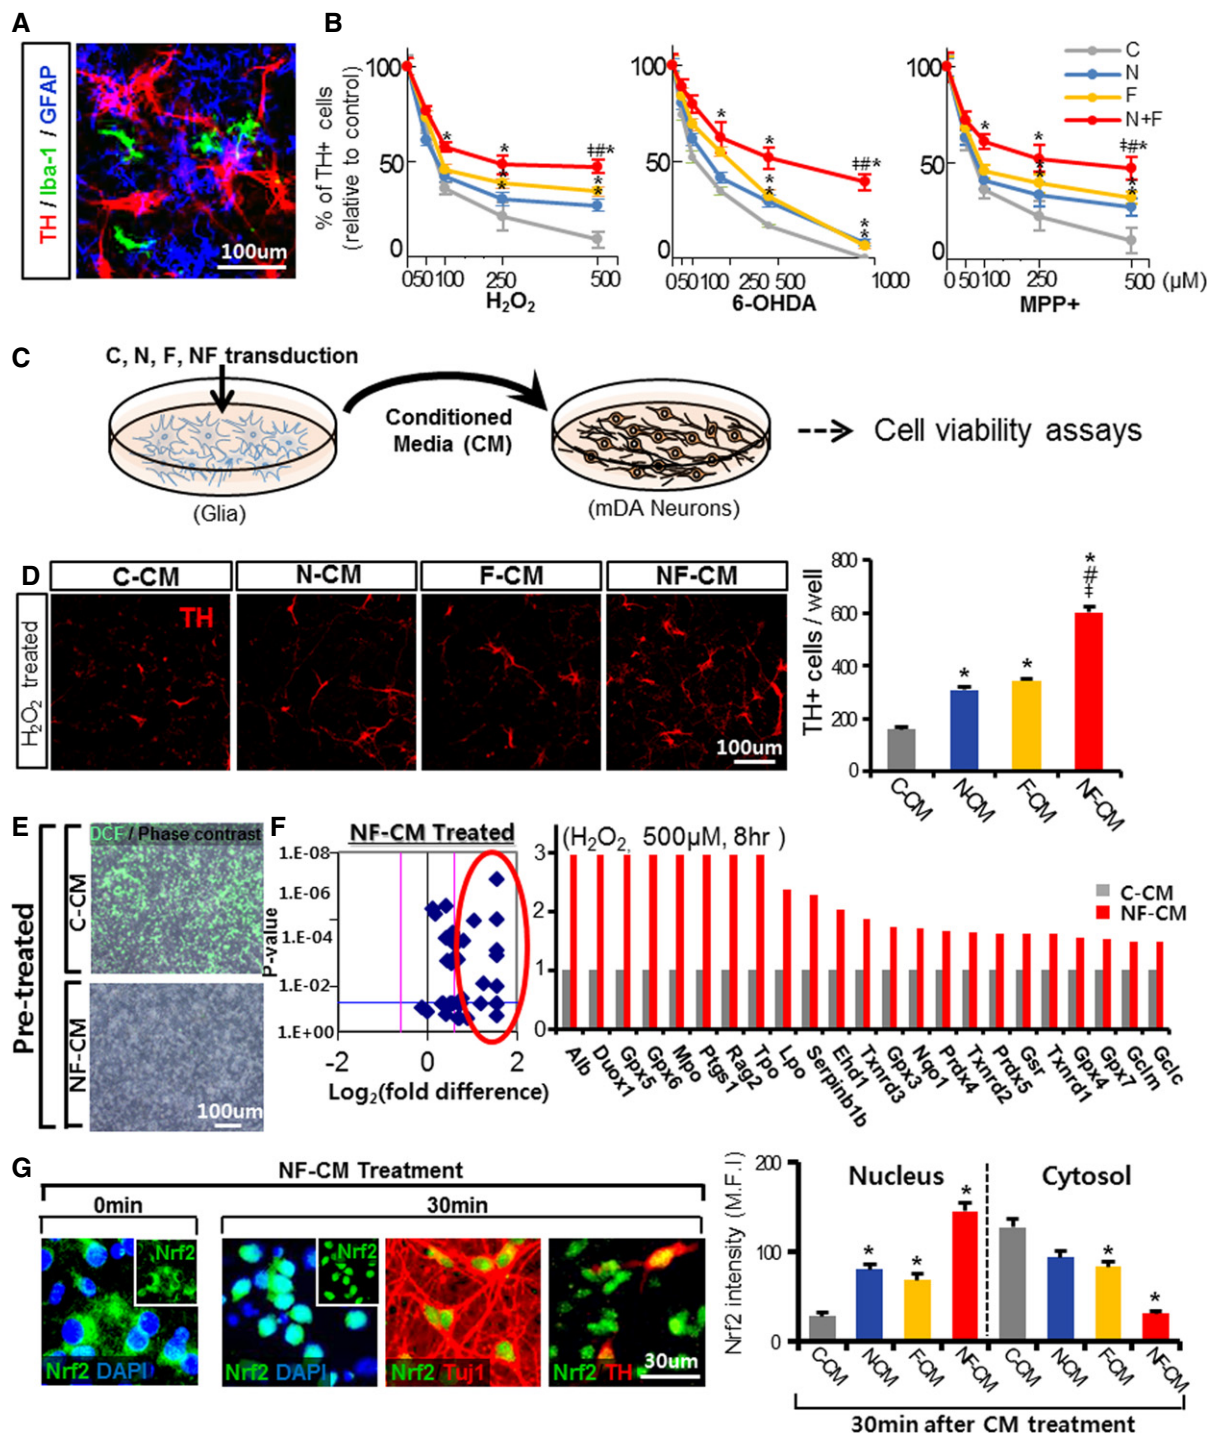 A
TH / Iba-1 / GFAP
100um
B
% of TH+ cells
(relative to control)
100
50
0
0 50 100 250 500
H2O2
*
*
‡#*
*
*
*
*
100
50
0
0 50 100 250 500 1000
6-OHDA
*
*
‡#*
*
*
*
*
100
50
0
0 50 100 250 500 (μM)
MPP+
*
*
‡#*
*
*
*
*
C
N
F
N+F
C
C, N, F, NF transduction
Conditioned
Media (CM)
(Glia)
(mDA Neurons)
Cell viability assays
D
C-CM
N-CM
F-CM
NF-CM
H2O2 treated
TH
100um
TH+ cells / well
800
600
400
200
0
*
*
*
#
‡
C-CM
N-CM
F-CM
NF-CM
E
Pre-treated
C-CM
NF-CM
DCF / Phase contrast
100um
F
NF-CM Treated
P-value
1.E-08
1.E-06
1.E-04
1.E-02
1.E+00
-2 0 2
Log2(fold difference)
(H2O2, 500μM, 8hr )
3
2
1
0
C-CM
NF-CM
Alb
Duox1
Gpx5
Gpx6
Mpo
Ptgs1
Rag2
Tpo
Lpo
Serpinb1b
Ehd1
Txnrd3
Gpx3
Nqo1
Prdx4
Txnrd2
Prdx5
Gsr
Txnrd1
Gpx4
Gpx7
Gclm
Gclc
G
NF-CM Treatment
0min
30min
Nrf2
Nrf2 DAPI
Nrf2
Nrf2 DAPI
Nrf2 Tuj1
Nrf2 TH
30um
Nrf2 intensity (M.F.I)
200
100
0
Nucleus
Cytosol
*
*
*
*
*
C-CM
N-CM
F-CM
NF-CM
C-CM
N-CM
F-CM
NF-CM
30min after CM treatment